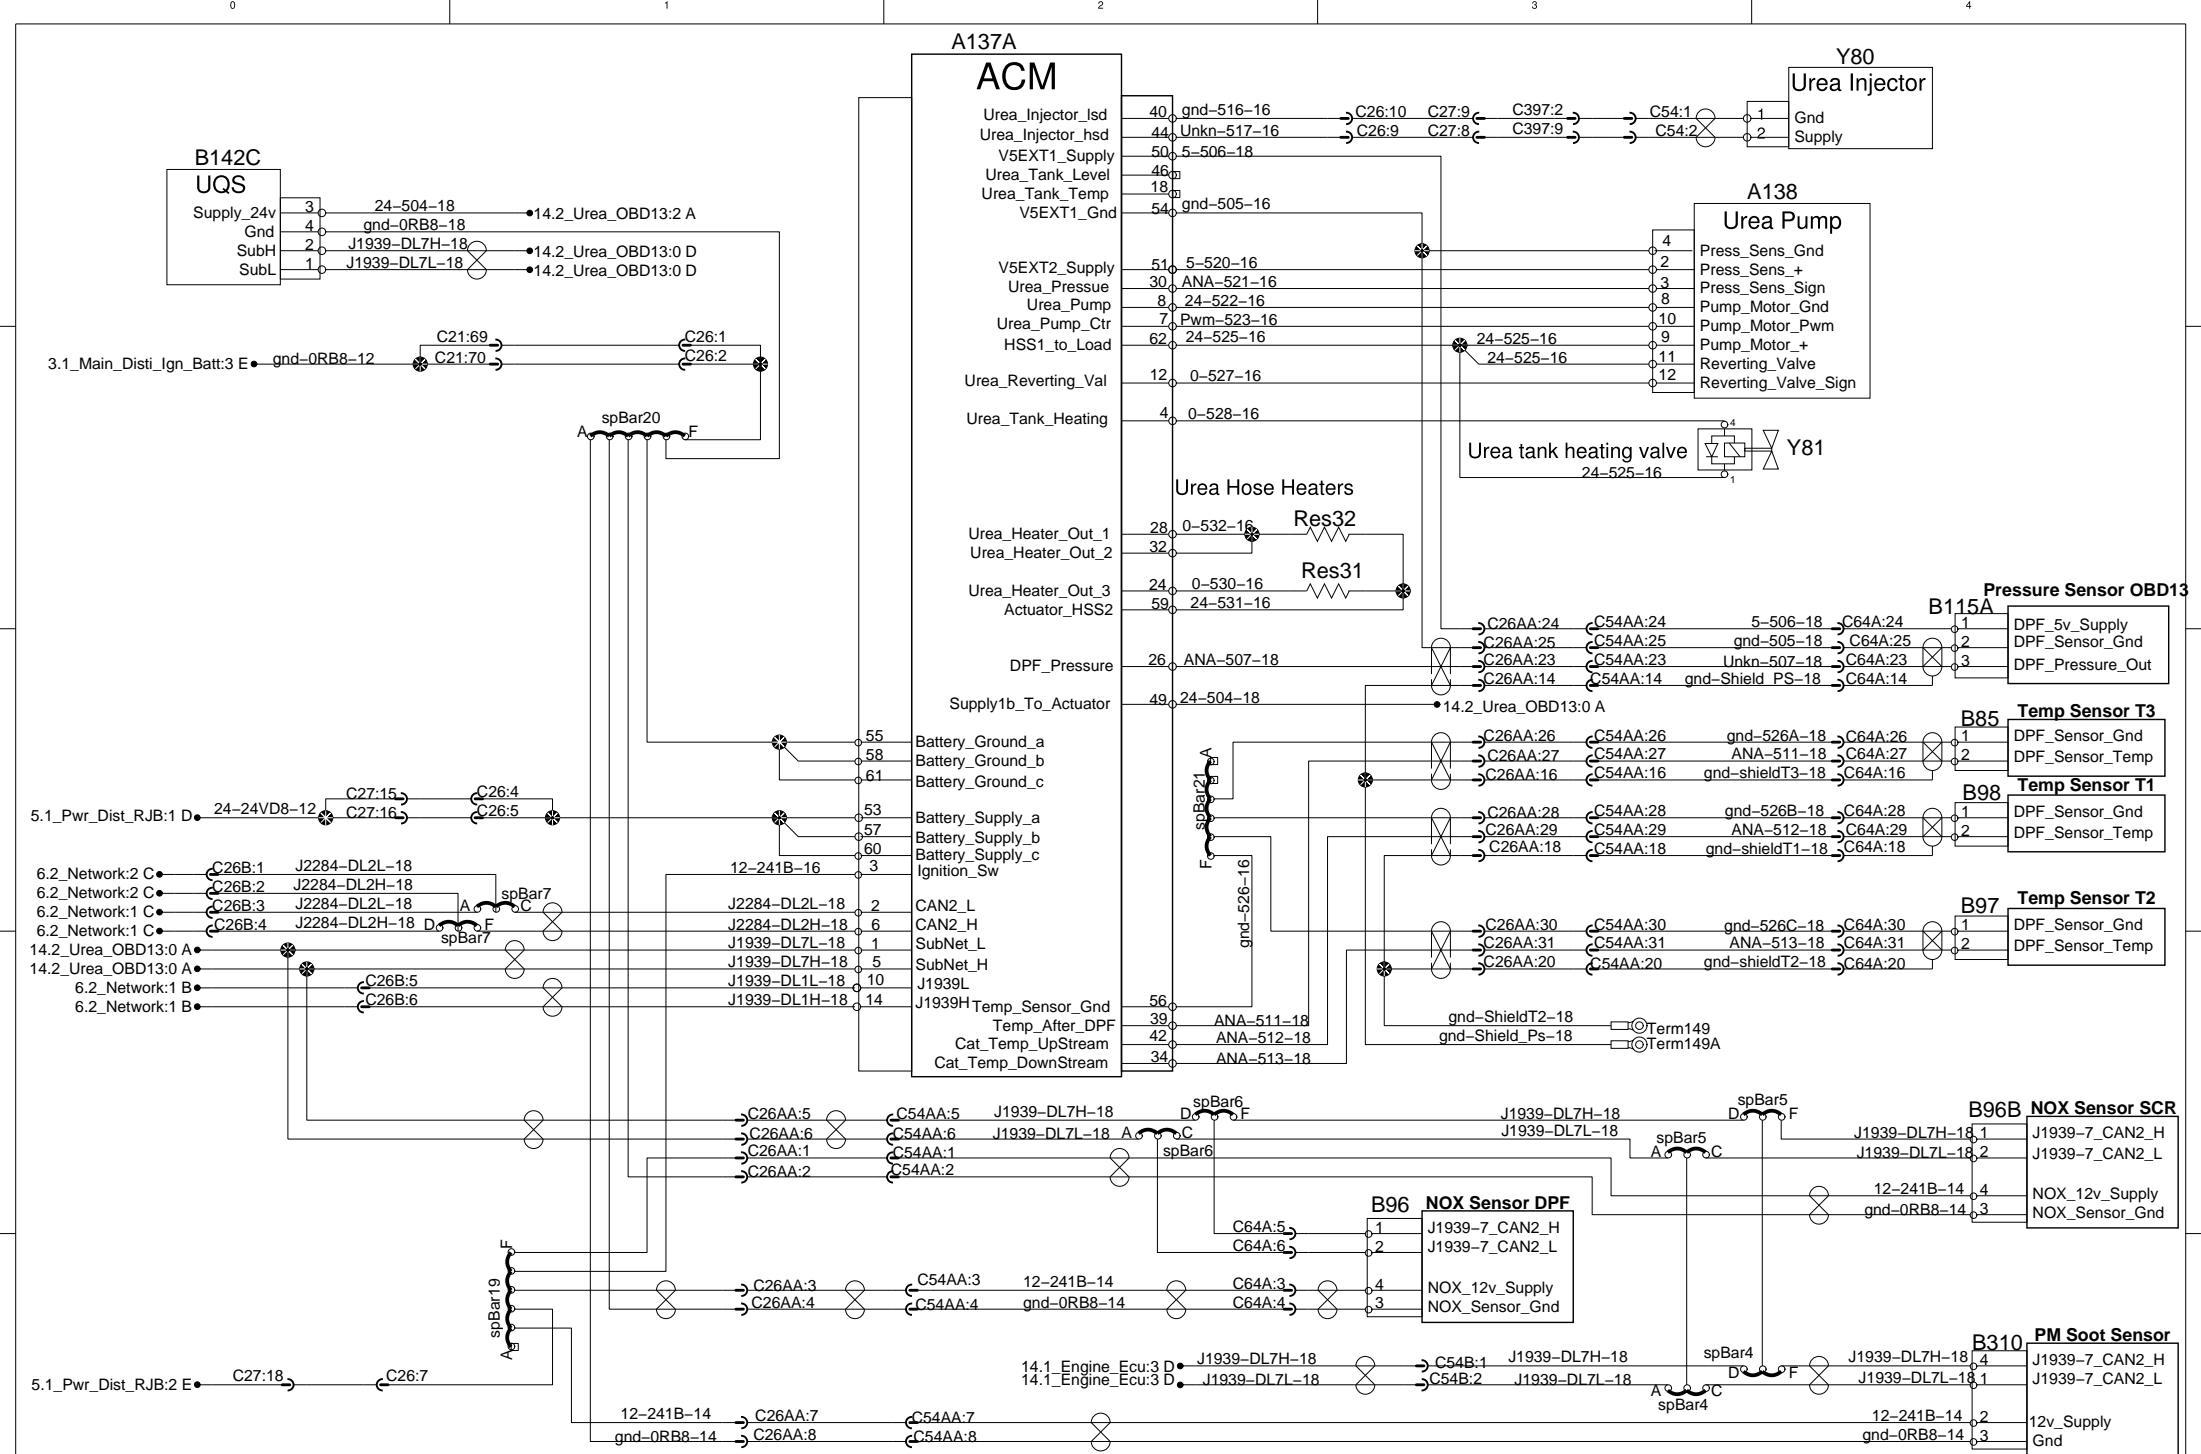 0 1 2 3 4
A137A
ACM
Urea_Injector_lsd 40 gnd-516-16 C26:10 C27:9 C397:2 C54:1
Urea_Injector_hsd 44 Unkn-517-16 C26:9 C27:8 C397:9 C54:2
V5EXT1_Supply 50 5-506-18
Urea_Tank_Level 46
Urea_Tank_Temp 18
V5EXT1_Gnd 54 gnd-505-16
V5EXT2_Supply 51 5-520-16
Urea_Pressue 30 ANA-521-16
Urea_Pump 8 24-522-16
Urea_Pump_Ctr 7 Pwm-523-16
HSS1_to_Load 62 24-525-16
Urea_Reverting_Val 12 0-527-16
Urea_Tank_Heating 4 0-528-16
Y80
Urea Injector
1 Gnd
2 Supply
A138
Urea Pump
4 Press_Sens_Gnd
2 Press_Sens_+
3 Press_Sens_Sign
8 Pump_Motor_Gnd
10 Pump_Motor_Pwm
24-525-16 9 Pump_Motor_+
24-525-16 11 Reverting_Valve
12 Reverting_Valve_Sign
4
Urea tank heating valve Y81
24-525-16 1
B142C
UQS
Supply_24v 3 24-504-18 14.2_Urea_OBD13:2 A
Gnd 4 gnd-0RB8-18
SubH 2 J1939-DL7H-18 14.2_Urea_OBD13:0 D
SubL 1 J1939-DL7L-18 14.2_Urea_OBD13:0 D
C21:69 C26:1
3.1_Main_Disti_Ign_Batt:3 E gnd-0RB8-12 C21:70 C26:2
spBar20
A F
Urea Hose Heaters
Urea_Heater_Out_1 28 0-532-16 Res32
Urea_Heater_Out_2 32
Urea_Heater_Out_3 24 0-530-16 Res31
Actuator_HSS2 59 24-531-16
DPF_Pressure 26 ANA-507-18
Supply1b_To_Actuator 49 24-504-18 14.2_Urea_OBD13:0 A
Pressure Sensor OBD13
B115A
C26AA:24 C54AA:24 5-506-18 C64A:24 1 DPF_5v_Supply
C26AA:25 C54AA:25 gnd-505-18 C64A:25 2 DPF_Sensor_Gnd
C26AA:23 C54AA:23 Unkn-507-18 C64A:23 3 DPF_Pressure_Out
C26AA:14 C54AA:14 gnd-Shield_PS-18 C64A:14
B85 Temp Sensor T3
C26AA:26 C54AA:26 gnd-526A-18 C64A:26 1 DPF_Sensor_Gnd
C26AA:27 C54AA:27 ANA-511-18 C64A:27 2 DPF_Sensor_Temp
C26AA:16 C54AA:16 gnd-shieldT3-18 C64A:16
B98 Temp Sensor T1
C26AA:28 C54AA:28 gnd-526B-18 C64A:28 1 DPF_Sensor_Gnd
C26AA:29 C54AA:29 ANA-512-18 C64A:29 2 DPF_Sensor_Temp
C26AA:18 C54AA:18 gnd-shieldT1-18 C64A:18
B97 Temp Sensor T2
C26AA:30 C54AA:30 gnd-526C-18 C64A:30 1 DPF_Sensor_Gnd
C26AA:31 C54AA:31 ANA-513-18 C64A:31 2 DPF_Sensor_Temp
C26AA:20 C54AA:20 gnd-shieldT2-18 C64A:20
A spBar21 F
gnd-526-16
55 Battery_Ground_a
58 Battery_Ground_b
61 Battery_Ground_c
C27:15 C26:4
5.1_Pwr_Dist_RJB:1 D 24-24VD8-12 C27:16 C26:5 53 Battery_Supply_a
57 Battery_Supply_b
60 Battery_Supply_c
12-241B-16 3 Ignition_Sw
6.2_Network:2 C C26B:1 J2284-DL2L-18
6.2_Network:2 C C26B:2 J2284-DL2H-18
6.2_Network:1 C C26B:3 J2284-DL2L-18 A spBar7 C J2284-DL2L-18 2 CAN2_L
6.2_Network:1 C C26B:4 J2284-DL2H-18 D spBar7 F J2284-DL2H-18 6 CAN2_H
14.2_Urea_OBD13:0 A J1939-DL7L-18 1 SubNet_L
14.2_Urea_OBD13:0 A J1939-DL7H-18 5 SubNet_H
6.2_Network:1 B C26B:5 J1939-DL1L-18 10 J1939L
6.2_Network:1 B C26B:6 J1939-DL1H-18 14 J1939H
Temp_Sensor_Gnd 56
Temp_After_DPF 39 ANA-511-18
Cat_Temp_UpStream 42 ANA-512-18
Cat_Temp_DownStream 34 ANA-513-18
gnd-ShieldT2-18 Term149
gnd-Shield_Ps-18 Term149A
C26AA:5 C54AA:5 J1939-DL7H-18 D spBar6 F J1939-DL7H-18 D spBar5 F
C26AA:6 C54AA:6 J1939-DL7L-18 A spBar6 C J1939-DL7L-18 A spBar5 C
C26AA:1 C54AA:1
C26AA:2 C54AA:2
B96B NOX Sensor SCR
J1939-DL7H-18 1 J1939-7_CAN2_H
J1939-DL7L-18 2 J1939-7_CAN2_L
12-241B-14 4 NOX_12v_Supply
gnd-0RB8-14 3 NOX_Sensor_Gnd
B96 NOX Sensor DPF
C64A:5 1 J1939-7_CAN2_H
C64A:6 2 J1939-7_CAN2_L
C26AA:3 C54AA:3 12-241B-14 C64A:3 4 NOX_12v_Supply
C26AA:4 C54AA:4 gnd-0RB8-14 C64A:4 3 NOX_Sensor_Gnd
F spBar19 A
5.1_Pwr_Dist_RJB:2 E C27:18 C26:7
B310 PM Soot Sensor
14.1_Engine_Ecu:3 D J1939-DL7H-18 C54B:1 J1939-DL7H-18 spBar4 D F J1939-DL7H-18 4 J1939-7_CAN2_H
14.1_Engine_Ecu:3 D J1939-DL7L-18 C54B:2 J1939-DL7L-18 A spBar4 C J1939-DL7L-18 1 J1939-7_CAN2_L
12-241B-14 C26AA:7 C54AA:7 12-241B-14 2 12v_Supply
gnd-0RB8-14 C26AA:8 C54AA:8 gnd-0RB8-14 3 Gnd